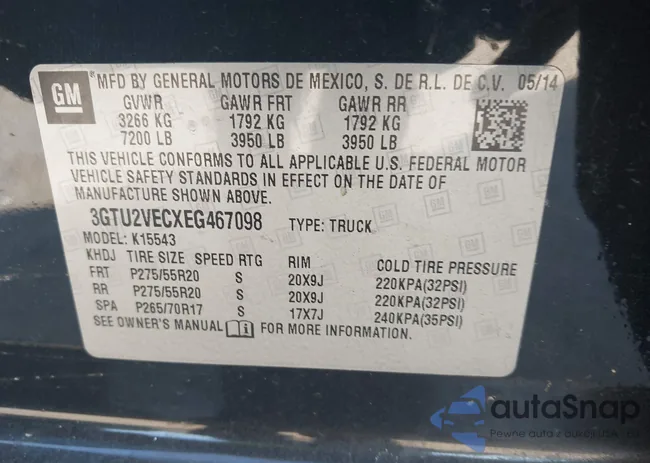 GM
MFD BY GENERAL MOTORS DE MEXICO, S. DE R.L. DE C.V. 05/14
GVWR GAWR FRT GAWR RR
3266 KG 1792 KG 1792 KG
7200 LB 3950 LB 3950 LB
THIS VEHICLE CONFORMS TO ALL APPLICABLE U.S. FEDERAL MOTOR
VEHICLE SAFETY STANDARDS IN EFFECT ON THE DATE OF
MANUFACTURE SHOWN ABOVE.
3GTU2VECXEG467098 TYPE: TRUCK
MODEL: K15543
KHDJ TIRE SIZE SPEED RTG RIM COLD TIRE PRESSURE
FRT P275/55R20 S 20X9J 220KPA(32PSI)
RR P275/55R20 S 20X9J 220KPA(32PSI)
SPA P265/70R17 S 17X7J 240KPA(35PSI)
SEE OWNER'S MANUAL FOR MORE INFORMATION.
autaSnap
Pewne auta z aukcji